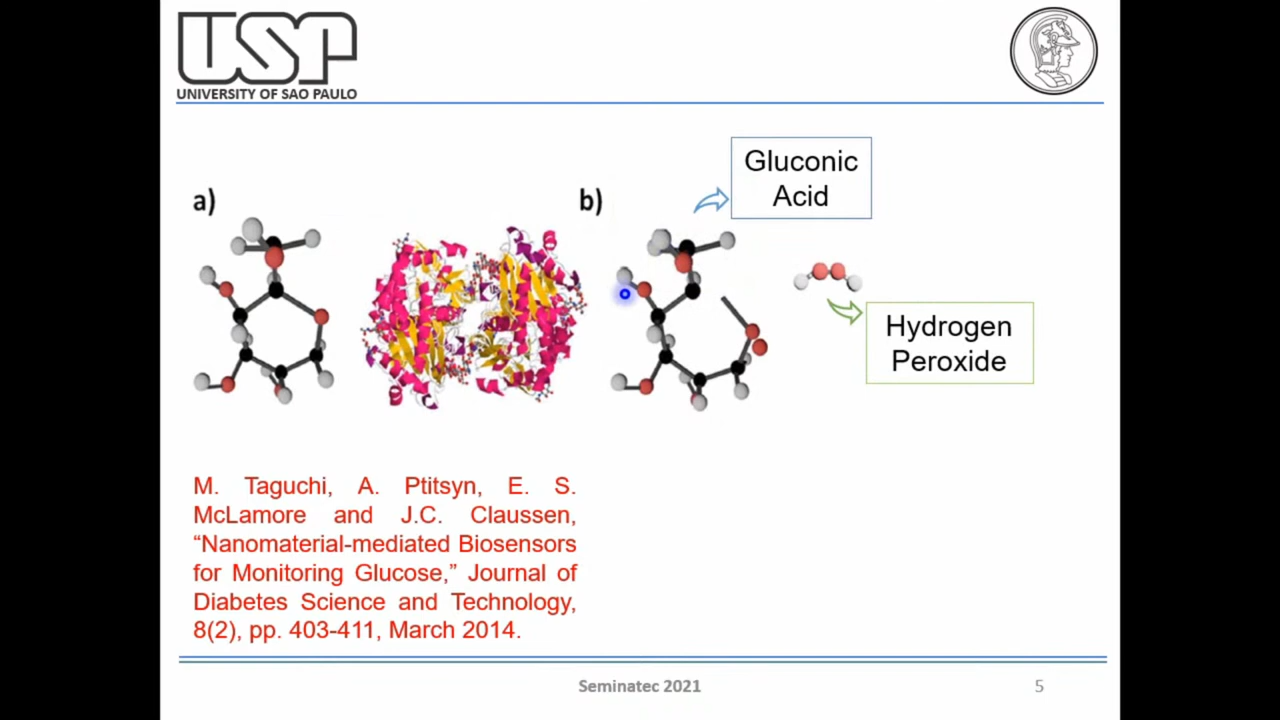 USP
UNIVERSITY OF SAO PAULO
a)
b)
Gluconic
Acid
Hydrogen
Peroxide
M. Taguchi, A. Ptitsyn, E. S.
McLamore and J.C. Claussen,
“Nanomaterial-mediated Biosensors
for Monitoring Glucose,” Journal of
Diabetes Science and Technology,
8(2), pp. 403-411, March 2014.
Seminatec 2021
5